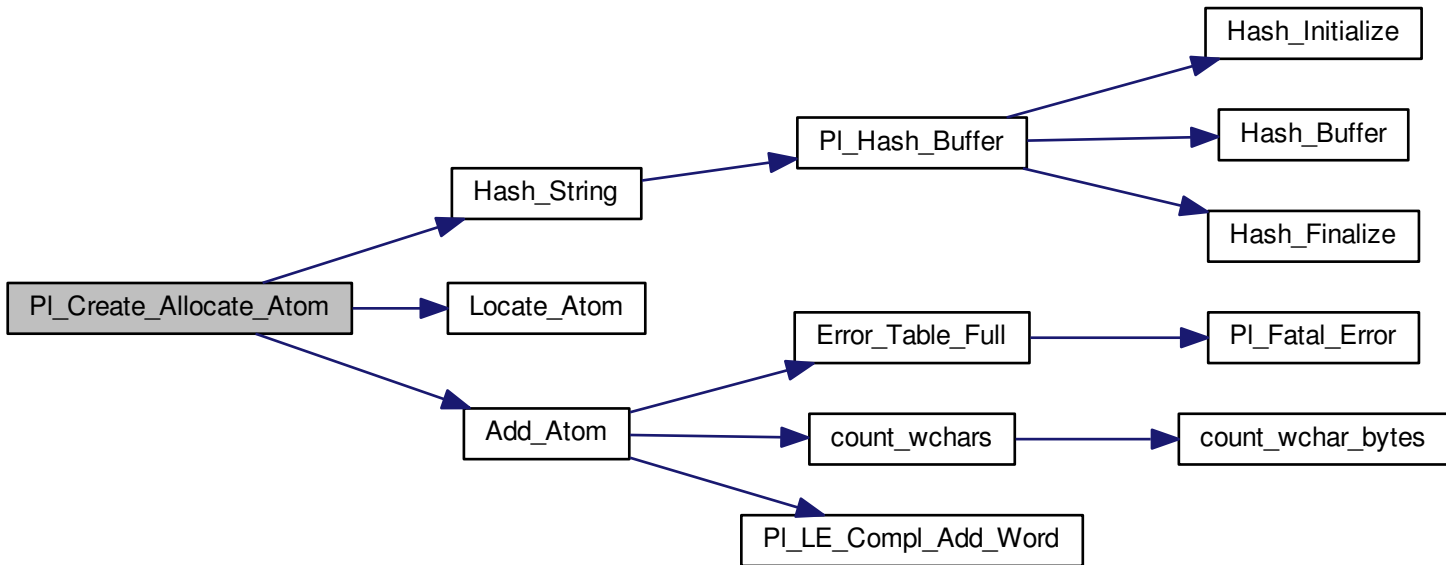 Hash_Initialize
Pl_Hash_Buffer
Hash_Buffer
Hash_String
Hash_Finalize
Pl_Create_Allocate_Atom
Locate_Atom
Error_Table_Full
Pl_Fatal_Error
Add_Atom
count_wchars
count_wchar_bytes
Pl_LE_Compl_Add_Word